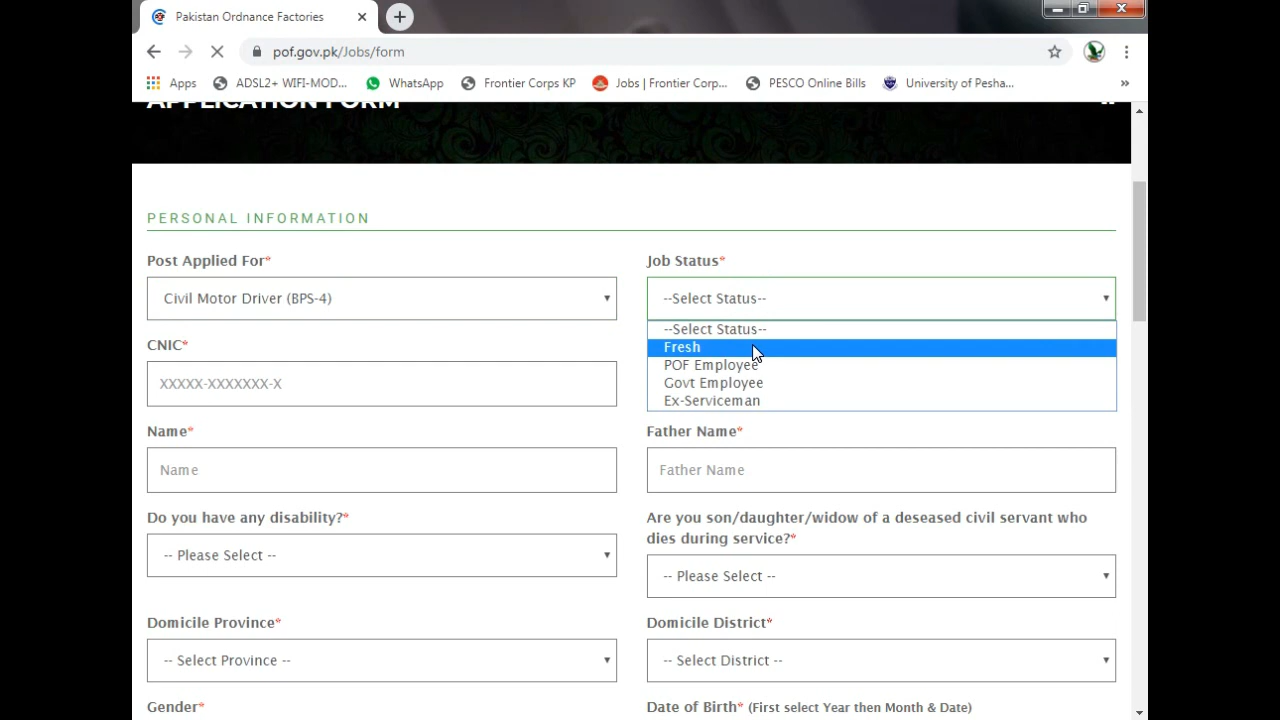 Pakistan Ordnance Factories
pof.gov.pk/Jobs/form
Apps ADSL2+ WIFI-MOD... WhatsApp Frontier Corps KP Jobs | Frontier Corp... PESCO Online Bills University of Pesha... »
APPLICATION FORM
PERSONAL INFORMATION
Post Applied For* Job Status*
Civil Motor Driver (BPS-4) --Select Status--
--Select Status--
CNIC* Fresh
POF Employee
XXXXX-XXXXXXX-X Govt Employee
Ex-Serviceman
Name* Father Name*
Name Father Name
Do you have any disability?* Are you son/daughter/widow of a deseased civil servant who
dies during service?*
-- Please Select -- -- Please Select --
Domicile Province* Domicile District*
-- Select Province -- -- Select District --
Gender* Date of Birth* (First select Year then Month & Date)